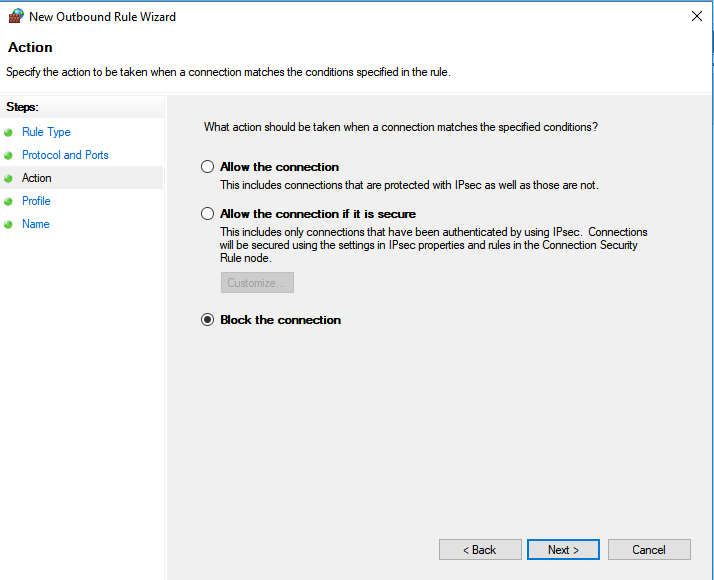 New Outbound Rule Wizard
Action
Specify the action to be taken when a connection matches the conditions specified in the rule.
Steps:
Rule Type
Protocol and Ports
Action
Profile
Name
What action should be taken when a connection matches the specified conditions?
Allow the connection
This includes connections that are protected with IPsec as well as those are not.
Allow the connection if it is secure
This includes only connections that have been authenticated by using IPsec. Connections
will be secured using the settings in IPsec properties and rules in the Connection Security
Rule node.
Customize...
Block the connection
< Back
Next >
Cancel